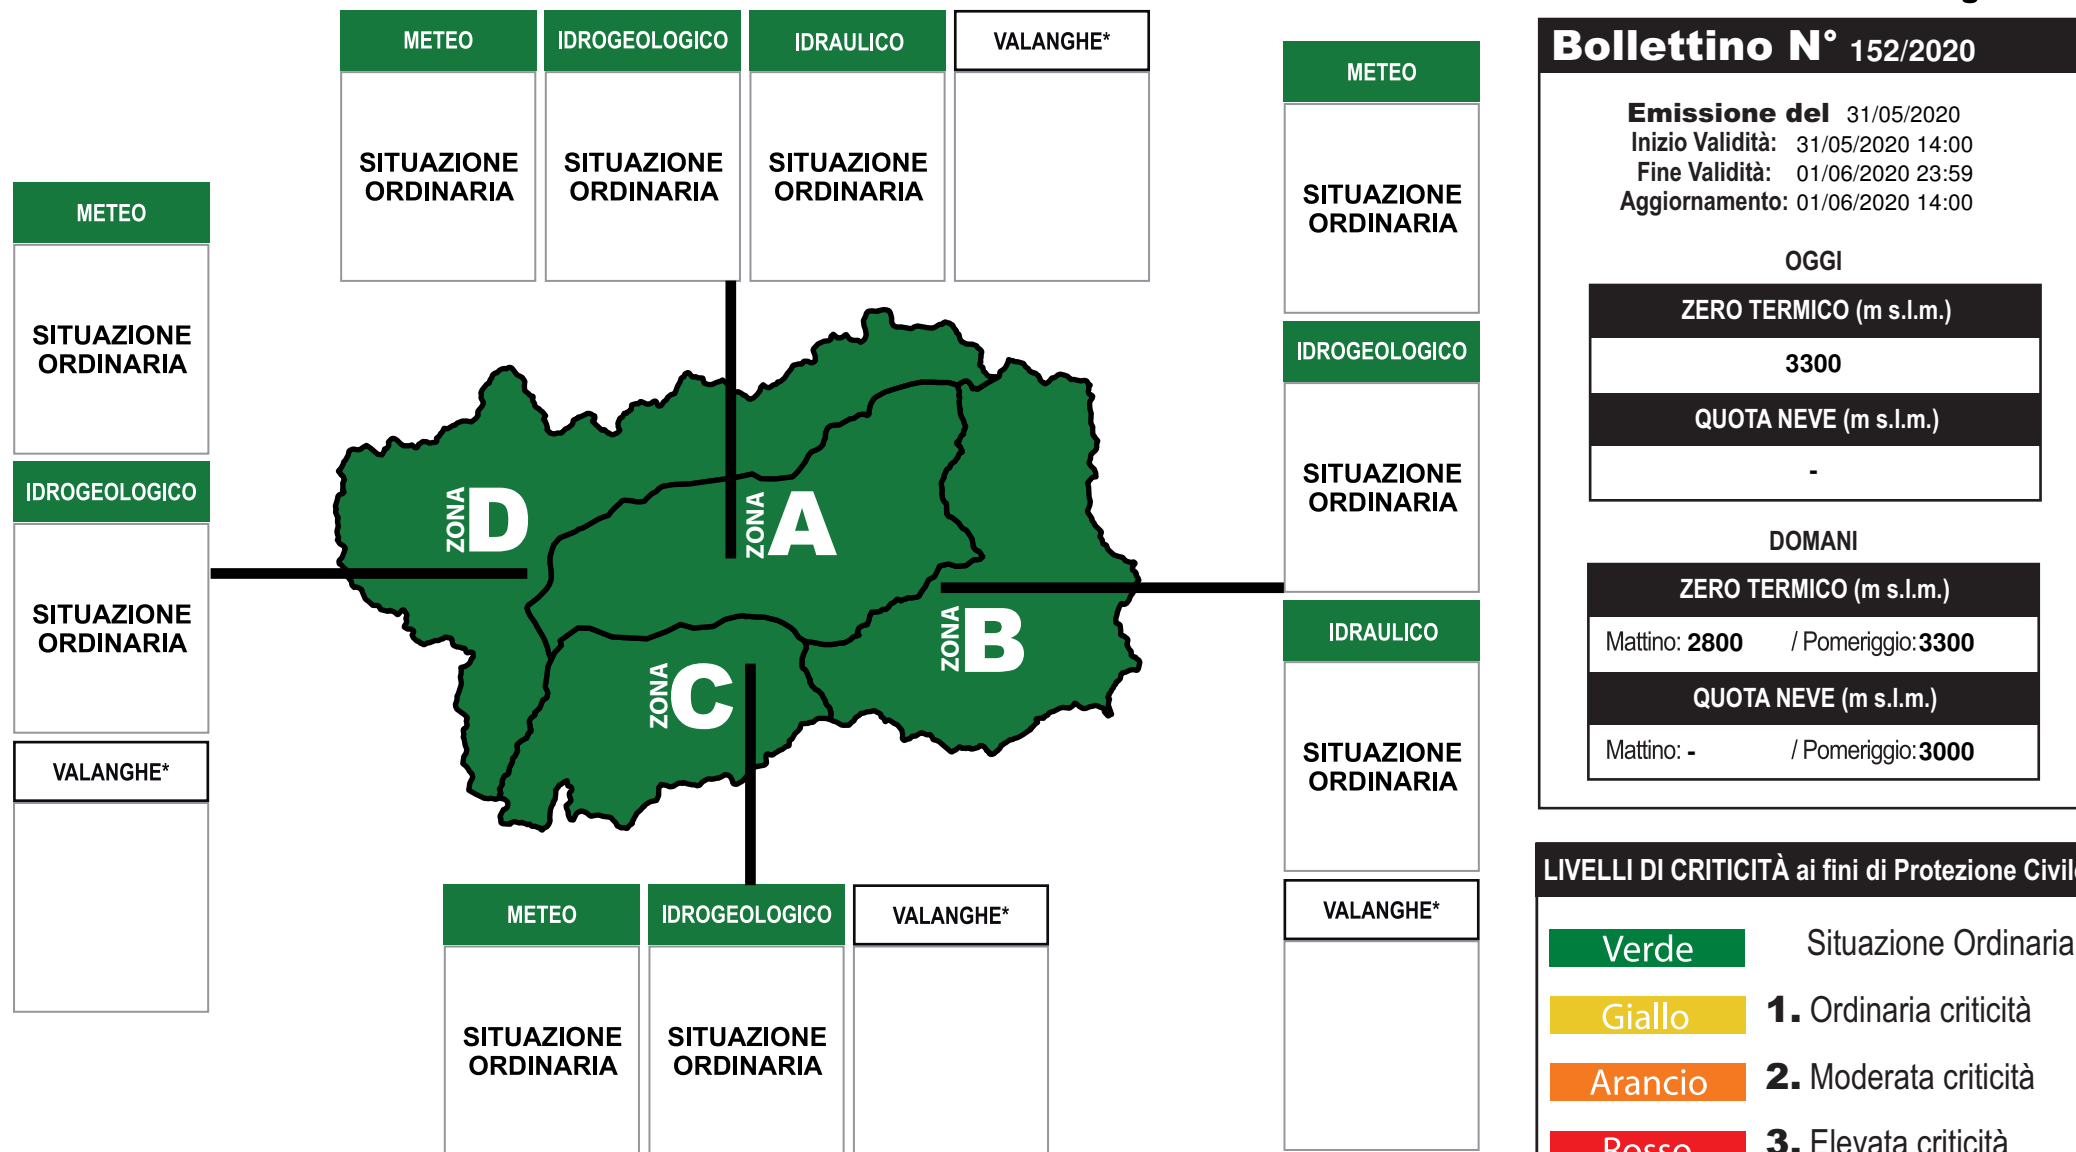 METEO IDROGEOLOGICO IDRAULICO VALANGHE*
SITUAZIONE ORDINARIA
SITUAZIONE ORDINARIA
SITUAZIONE ORDINARIA
METEO
SITUAZIONE
ORDINARIA
IDROGEOLOGICO
SITUAZIONE
ORDINARIA
VALANGHE*
ZONA D
ZONA A
ZONA B
ZONA C
METEO
SITUAZIONE
ORDINARIA
IDROGEOLOGICO
SITUAZIONE
ORDINARIA
IDRAULICO
SITUAZIONE
ORDINARIA
VALANGHE*
METEO IDROGEOLOGICO VALANGHE*
SITUAZIONE ORDINARIA
SITUAZIONE ORDINARIA
Bollettino N° 152/2020
Emissione del 31/05/2020
Inizio Validità: 31/05/2020 14:00
Fine Validità: 01/06/2020 23:59
Aggiornamento: 01/06/2020 14:00
OGGI
ZERO TERMICO (m s.l.m.)
3300
QUOTA NEVE (m s.l.m.)
-
DOMANI
ZERO TERMICO (m s.l.m.)
Mattino: 2800 / Pomeriggio: 3300
QUOTA NEVE (m s.l.m.)
Mattino: - / Pomeriggio: 3000
LIVELLI DI CRITICITÀ ai fini di Protezione Civile
Verde Situazione Ordinaria
Giallo 1. Ordinaria criticità
Arancio 2. Moderata criticità
Rosso 3. Elevata criticità